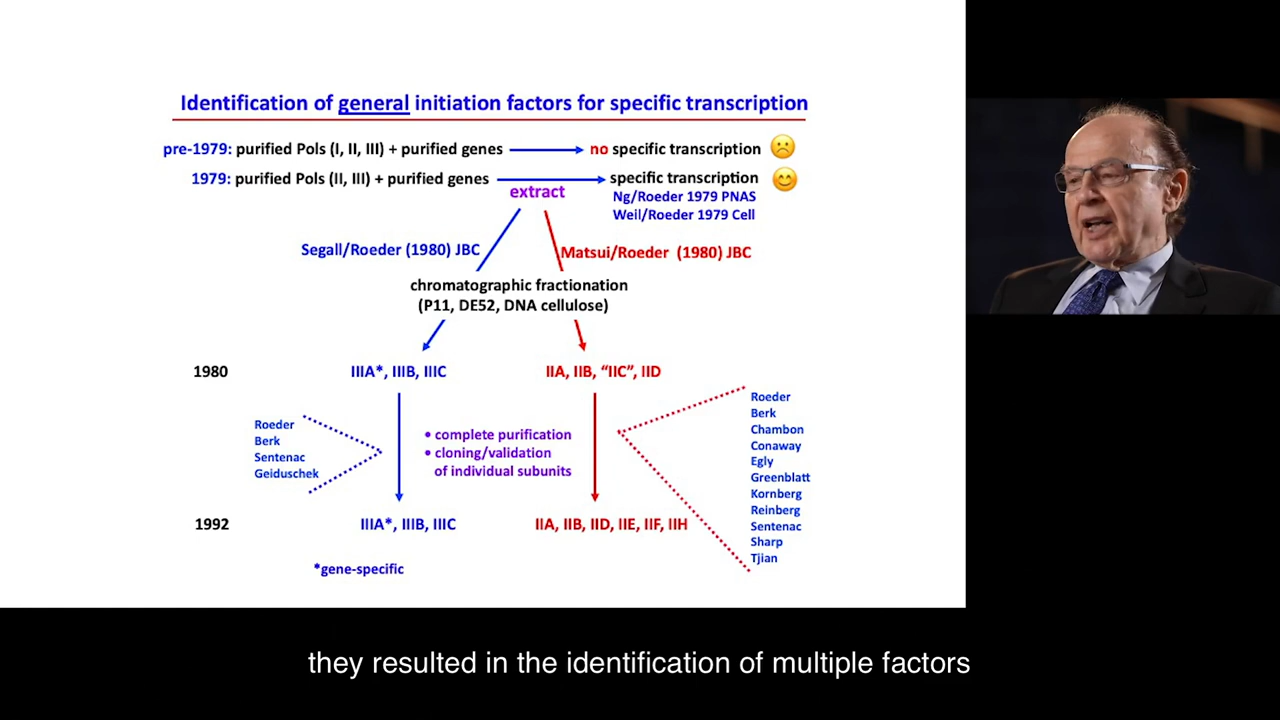 Identification of general initiation factors for specific transcription
pre-1979: purified Pols (I, II, III) + purified genes
no specific transcription
1979: purified Pols (II, III) + purified genes
extract
specific transcription
Ng/Roeder 1979 PNAS
Weil/Roeder 1979 Cell
Segall/Roeder (1980) JBC
Matsui/Roeder (1980) JBC
chromatographic fractionation
(P11, DE52, DNA cellulose)
1980
IIIA*, IIIB, IIIC
IIA, IIB, “IIC”, IID
Roeder
Berk
Sentenac
Geiduschek
• complete purification
• cloning/validation
of individual subunits
Roeder
Berk
Chambon
Conaway
Egly
Greenblatt
Kornberg
Reinberg
Sentenac
Sharp
Tjian
1992
IIIA*, IIIB, IIIC
IIA, IIB, IID, IIE, IIF, IIH
*gene-specific
they resulted in the identification of multiple factors